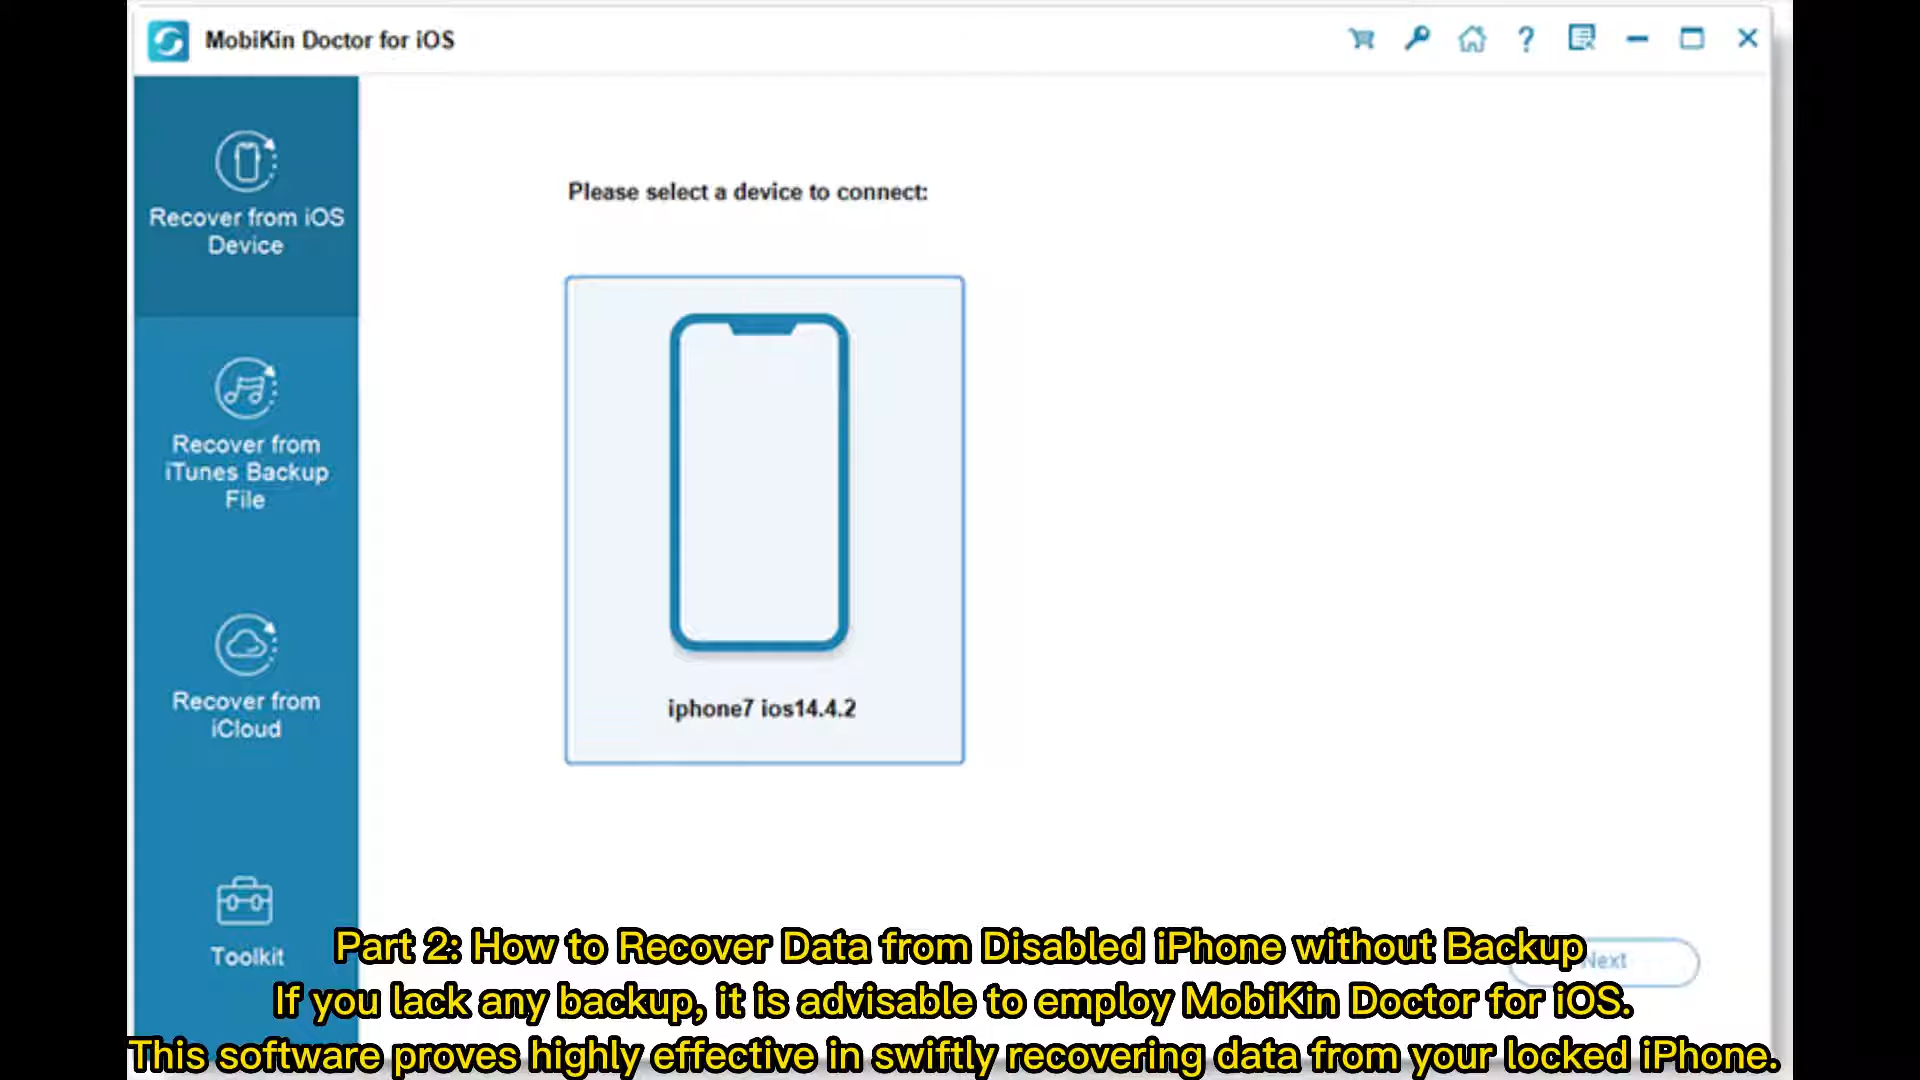 MobiKin Doctor for iOS
Recover from iOS
Device
Recover from
iTunes Backup
File
Recover from
iCloud
Toolkit
Please select a device to connect:
iphone7 ios14.4.2
Next
Part 2: How to Recover Data from Disabled iPhone without Backup
If you lack any backup, it is advisable to employ MobiKin Doctor for iOS.
This software proves highly effective in swiftly recovering data from your locked iPhone.